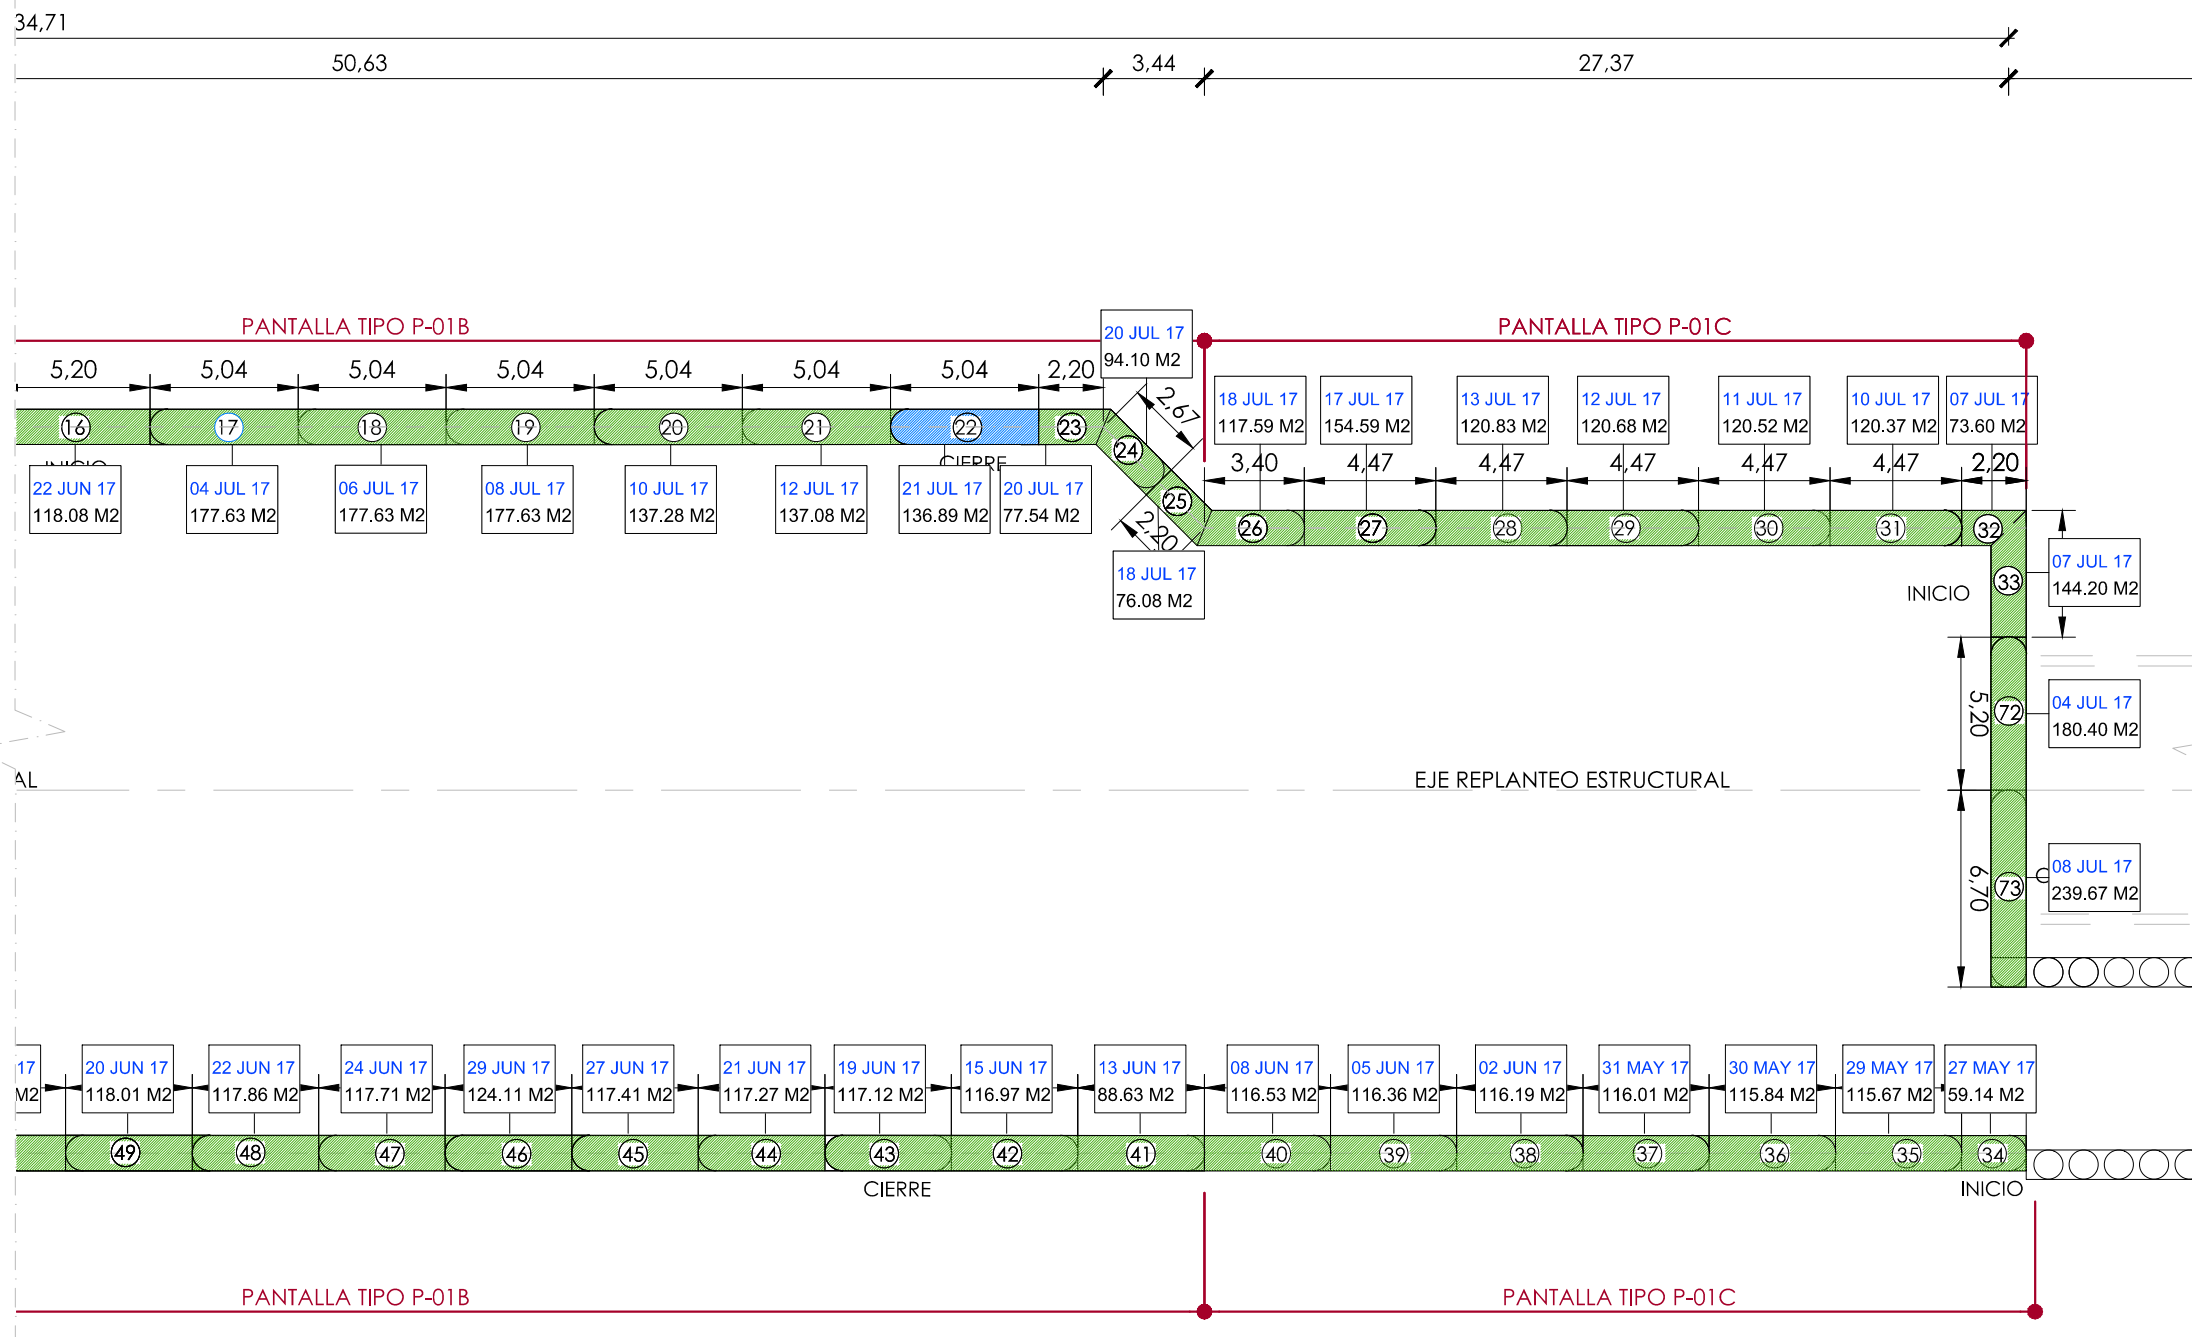 34,71
50,63 3,44 27,37
PANTALLA TIPO P-01B
PANTALLA TIPO P-01C
20 JUL 17
94.10 M2
5,20 5,04 5,04 5,04 5,04 5,04 5,04 2,20
2,67
18 JUL 17
117.59 M2
17 JUL 17
154.59 M2
13 JUL 17
120.83 M2
12 JUL 17
120.68 M2
11 JUL 17
120.52 M2
10 JUL 17
120.37 M2
07 JUL 17
73.60 M2
16 17 18 19 20 21 22 23
24
25
3,40 4,47 4,47 4,47 4,47 4,47 2,20
INICIO
CIERRE
22 JUN 17
118.08 M2
04 JUL 17
177.63 M2
06 JUL 17
177.63 M2
08 JUL 17
177.63 M2
10 JUL 17
137.28 M2
12 JUL 17
137.08 M2
21 JUL 17
136.89 M2
20 JUL 17
77.54 M2
2,20
26 27 28 29 30 31 32
18 JUL 17
76.08 M2
33
07 JUL 17
144.20 M2
INICIO
5,20
72
04 JUL 17
180.40 M2
AL
EJE REPLANTEO ESTRUCTURAL
6,70
73
08 JUL 17
239.67 M2
17
M2
20 JUN 17
118.01 M2
22 JUN 17
117.86 M2
24 JUN 17
117.71 M2
29 JUN 17
124.11 M2
27 JUN 17
117.41 M2
21 JUN 17
117.27 M2
19 JUN 17
117.12 M2
15 JUN 17
116.97 M2
13 JUN 17
88.63 M2
08 JUN 17
116.53 M2
05 JUN 17
116.36 M2
02 JUN 17
116.19 M2
31 MAY 17
116.01 M2
30 MAY 17
115.84 M2
29 MAY 17
115.67 M2
27 MAY 17
59.14 M2
49 48 47 46 45 44 43 42 41 40 39 38 37 36 35 34
CIERRE
INICIO
PANTALLA TIPO P-01B
PANTALLA TIPO P-01C